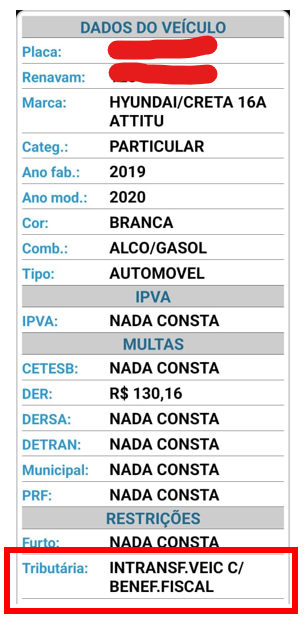 DADOS DO VEÍCULO
Placa:
Renavam:
Marca: HYUNDAI/CRETA 16A
ATTITU
Categ.: PARTICULAR
Ano fab.: 2019
Ano mod.: 2020
Cor: BRANCA
Comb.: ALCO/GASOL
Tipo: AUTOMOVEL
IPVA
IPVA: NADA CONSTA
MULTAS
CETESB: NADA CONSTA
DER: R$ 130,16
DERSA: NADA CONSTA
DETRAN: NADA CONSTA
Municipal: NADA CONSTA
PRF: NADA CONSTA
RESTRIÇÕES
Furto: NADA CONSTA
Tributária: INTRANSF.VEIC C/
BENEF.FISCAL